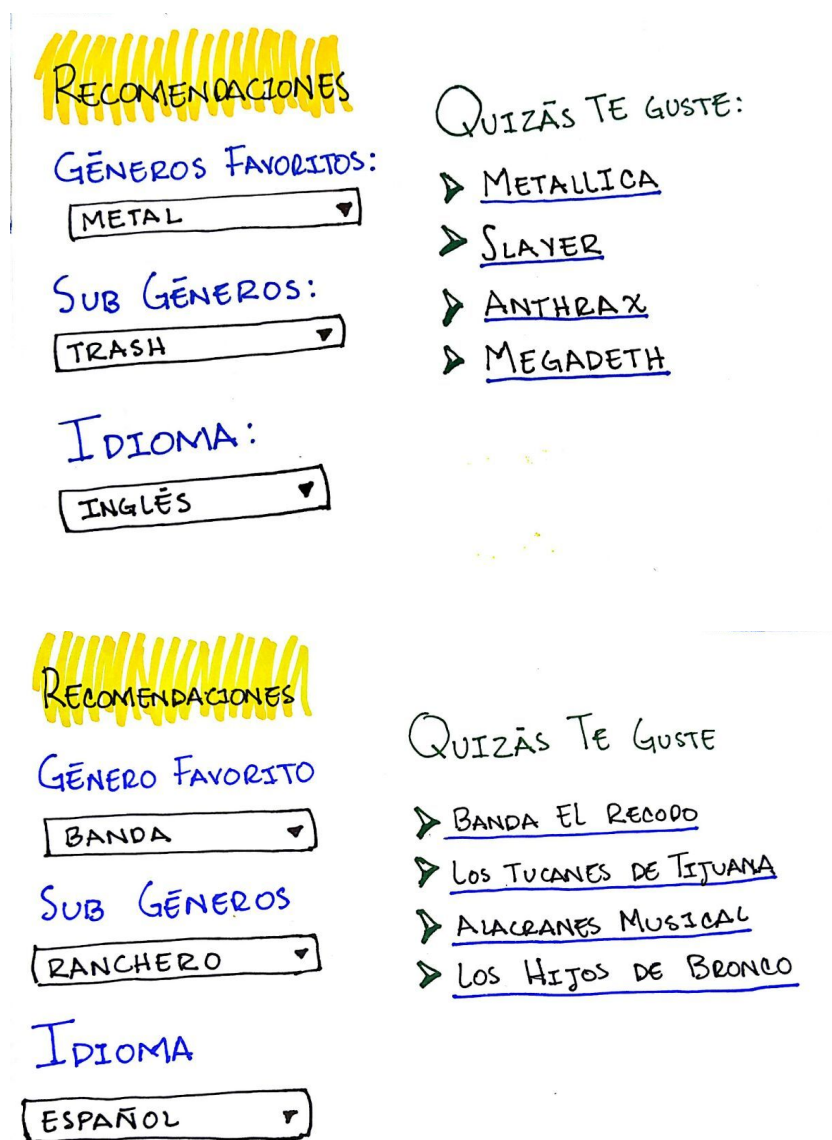 RECOMENDACIONES
GÉNEROS FAVORITOS:
METAL
SUB GÉNEROS:
TRASH
IDIOMA:
INGLÉS
QUIZÁS TE GUSTE:
METALLICA
SLAYER
ANTHRAX
MEGADETH
RECOMENDACIONES
GÉNERO FAVORITO
BANDA
SUB GÉNEROS
RANCHERO
IDIOMA
ESPAÑOL
QUIZÁS TE GUSTE
BANDA EL RECODO
LOS TUCANES DE TIJUANA
ALACRANES MUSICAL
LOS HIJOS DE BRONCO